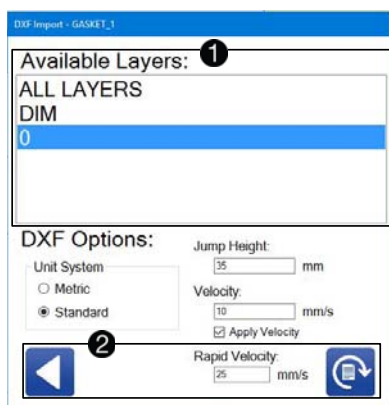 DXF Import - GASKET_1
Available Layers: 1
ALL LAYERS
DIM
0
DXF Options:
Unit System
Metric
Standard
Jump Height:
35 mm
Velocity:
10 mm/s
Apply Velocity
2
Rapid Velocity:
25 mm/s